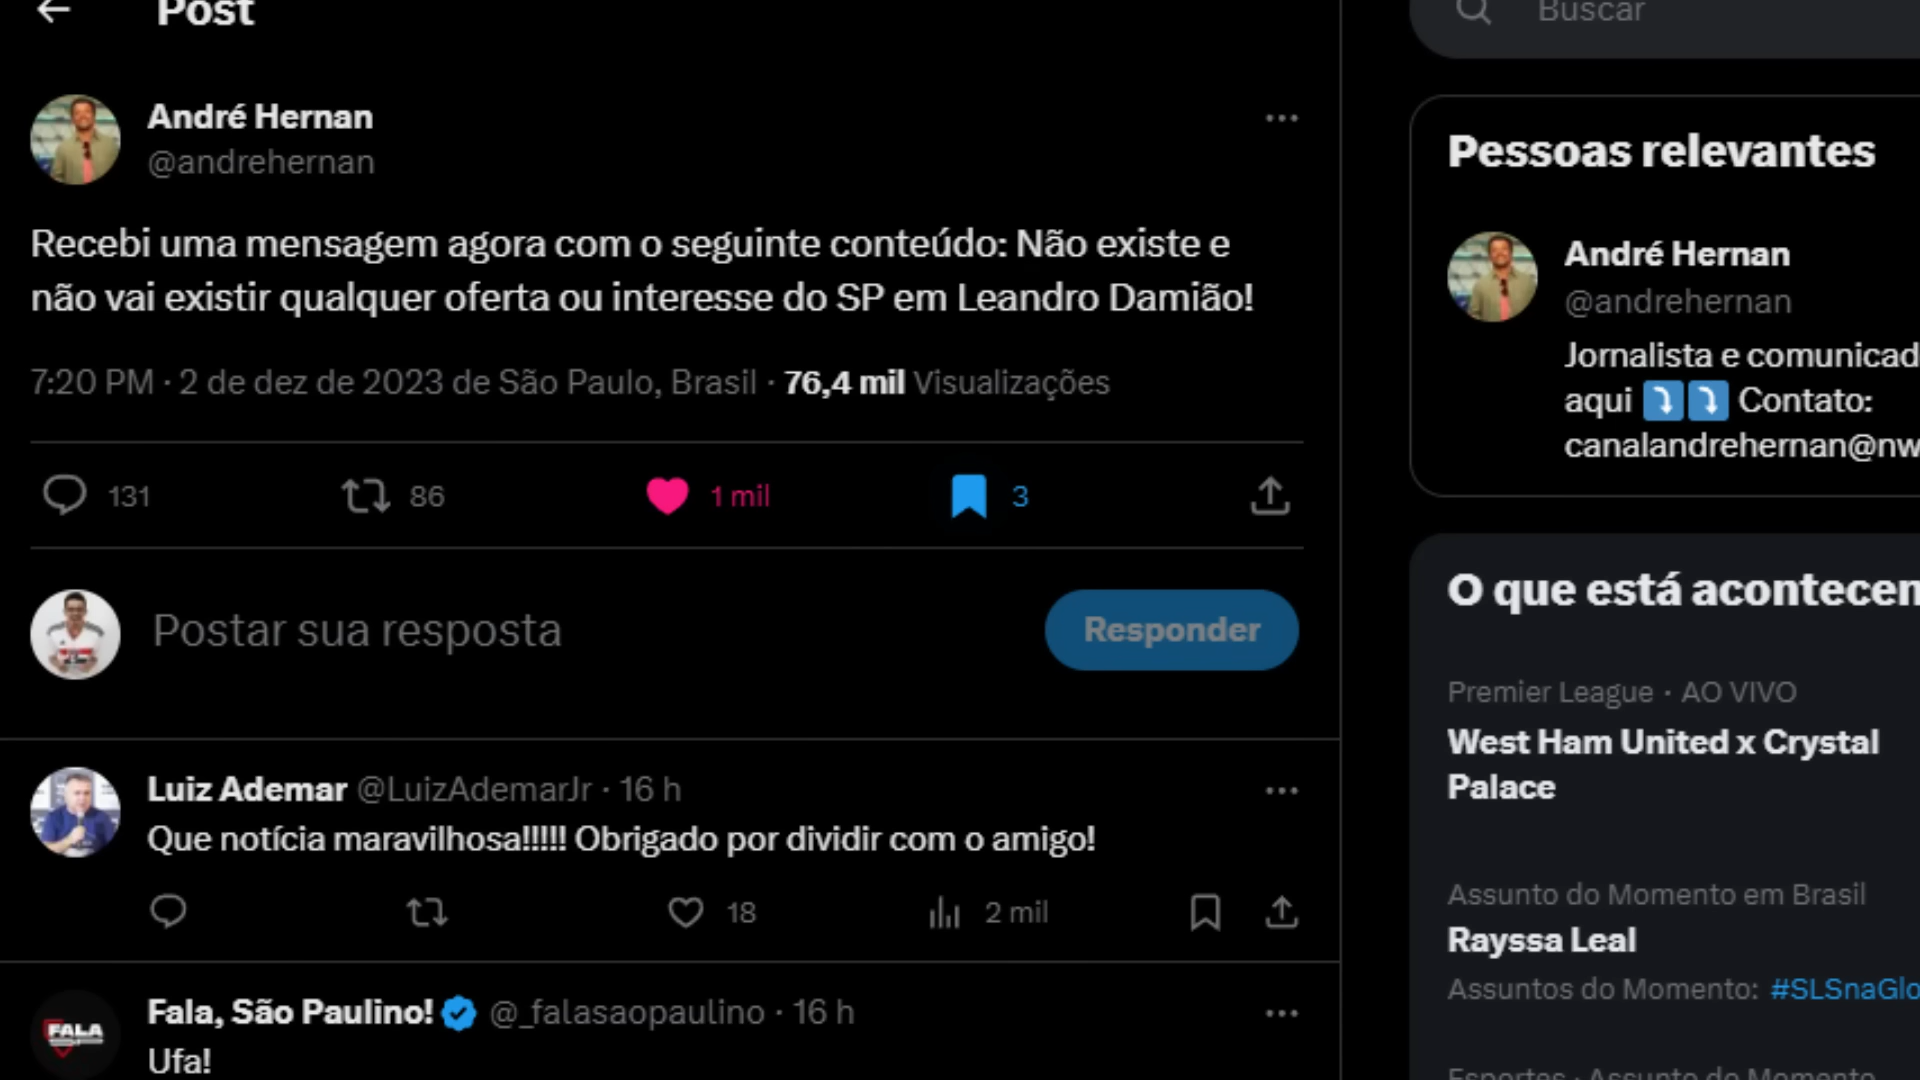 Post
Buscar
André Hernan
@andrehernan
Recebi uma mensagem agora com o seguinte conteúdo: Não existe e
não vai existir qualquer oferta ou interesse do SP em Leandro Damião!
7:20 PM · 2 de dez de 2023 de São Paulo, Brasil · 76,4 mil Visualizações
131 86 1 mil 3
Postar sua resposta
Responder
Luiz Ademar @LuizAdemarJr · 16 h
Que notícia maravilhosa!!!!! Obrigado por dividir com o amigo!
18 2 mil
Fala, São Paulino! @_falasaopaulino · 16 h
FALA
Ufa!
Pessoas relevantes
André Hernan
@andrehernan
Jornalista e comunicad
aqui ⤵️⤵️ Contato:
canalandrehernan@nw
O que está acontecen
Premier League · AO VIVO
West Ham United x Crystal
Palace
Assunto do Momento em Brasil
Rayssa Leal
Assuntos do Momento: #SLSnaGlo
Esportes · Assunto do Momento